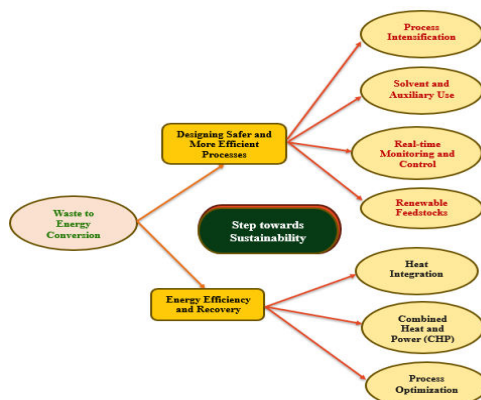 Process
Intensification
Solvent and
Auxiliary Use
Designing Safer and
More Efficient
Processes
Real-time
Monitoring and
Control
Renewable
Feedstocks
Waste to
Energy
Conversion
Step towards
Sustainability
Heat
Integration
Energy Efficiency
and Recovery
Combined
Heat and
Power (CHP)
Process
Optimization